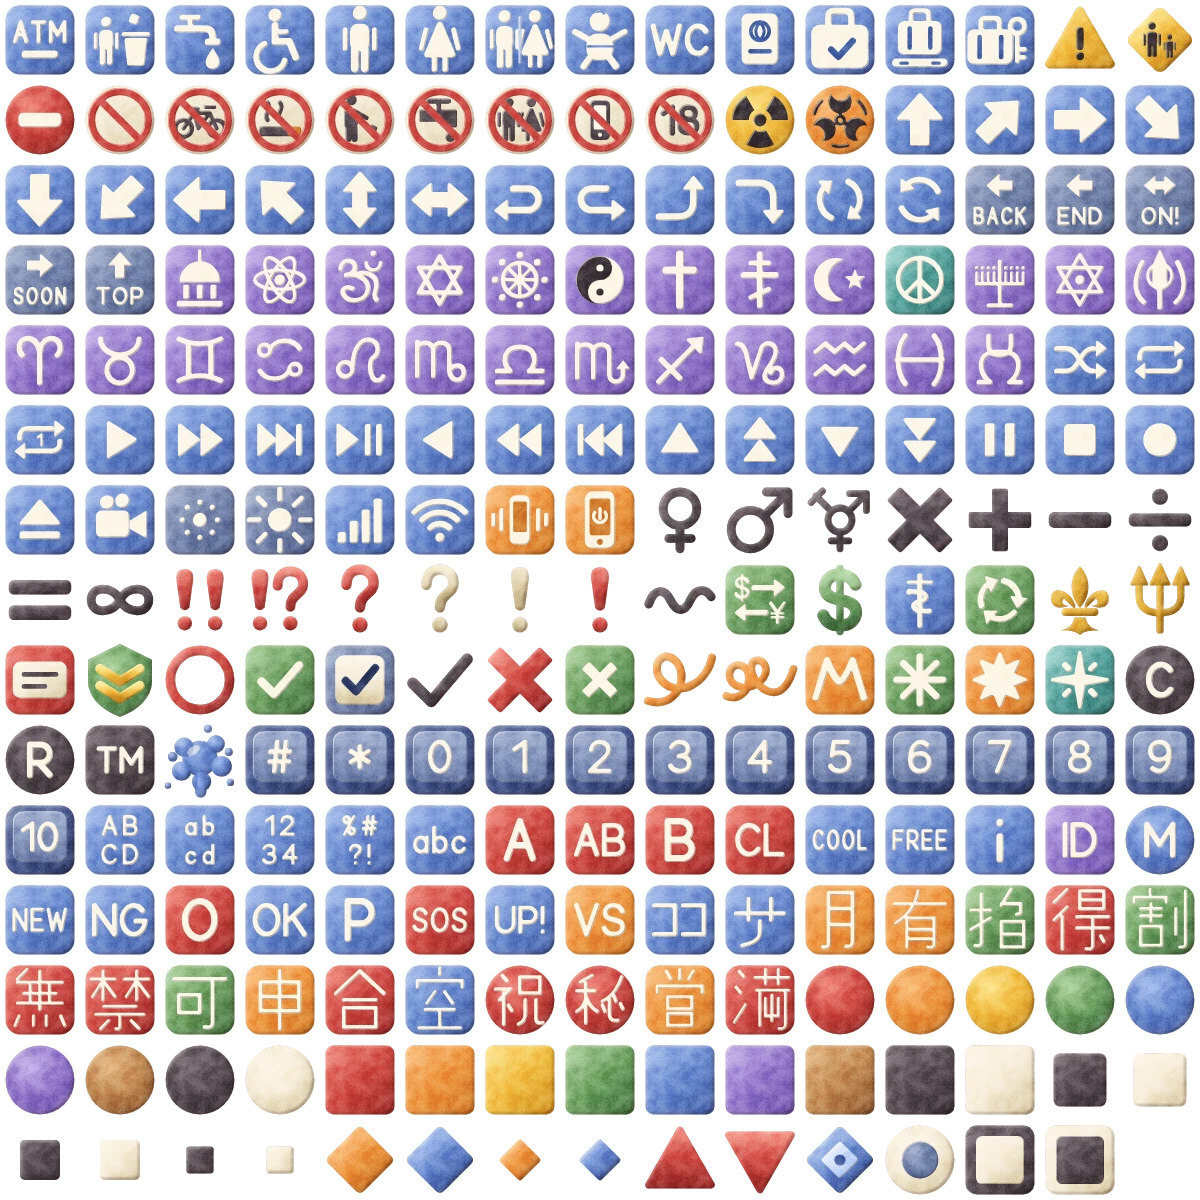 ATM WC
18
BACK END ON!
SOON TOP
1
$ ¥ $
C
R TM # * 0 1 2 3 4 5 6 7 8 9
10 AB CD ab cd 12 34 % # ? ! abc A AB B CL COOL FREE i ID M
NEW NG O OK P SOS UP! VS ココ サ 月 有 指 得 割
無 禁 可 申 合 空 祝 秘 営 満